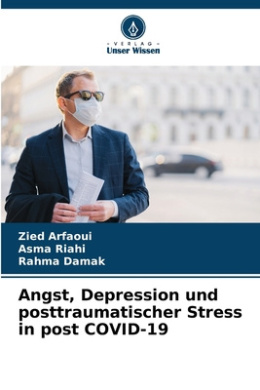 · VERLAG ·
Unser Wissen
Zied Arfaoui
Asma Riahi
Rahma Damak
Angst, Depression und
posttraumatischer Stress
in post COVID-19